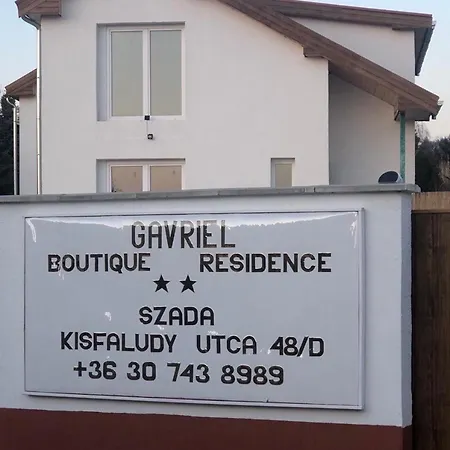 GAVRIEL
BOUTIQUE RESIDENCE
★ ★
SZADA
KISFALUDY UTCA 48/D
+36 30 743 8989